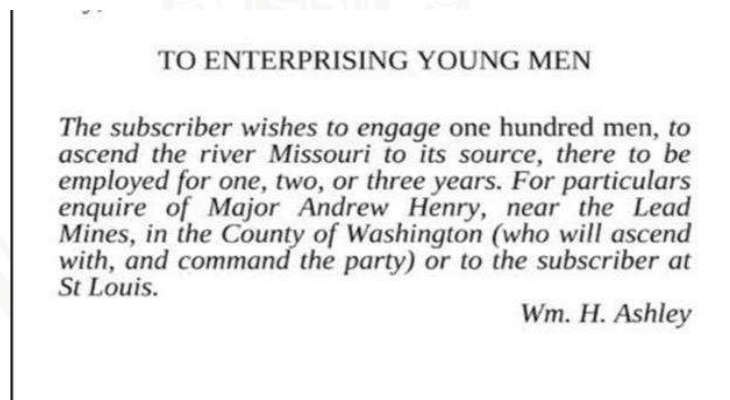 TO ENTERPRISING YOUNG MEN
The subscriber wishes to engage one hundred men, to
ascend the river Missouri to its source, there to be
employed for one, two, or three years. For particulars
enquire of Major Andrew Henry, near the Lead
Mines, in the County of Washington (who will ascend
with, and command the party) or to the subscriber at
St Louis.
Wm. H. Ashley